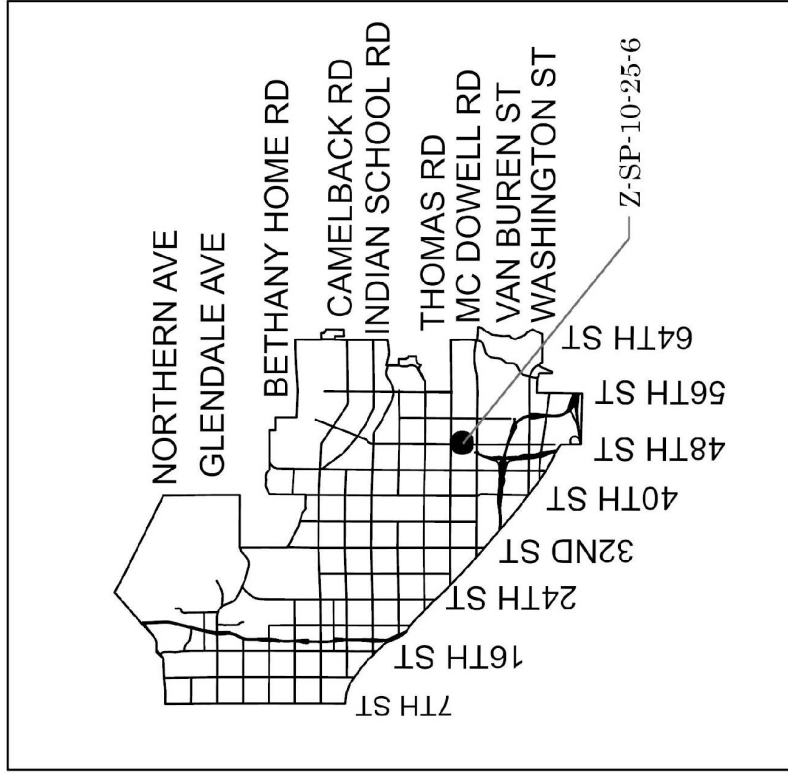 NORTHERN AVE
GLENDALE AVE
BETHANY HOME RD
CAMELBACK RD
INDIAN SCHOOL RD
THOMAS RD
MC DOWELL RD
VAN BUREN ST
WASHINGTON ST
7TH ST
16TH ST
24TH ST
32ND ST
40TH ST
48TH ST
56TH ST
64TH ST
Z-SP-10-25-6